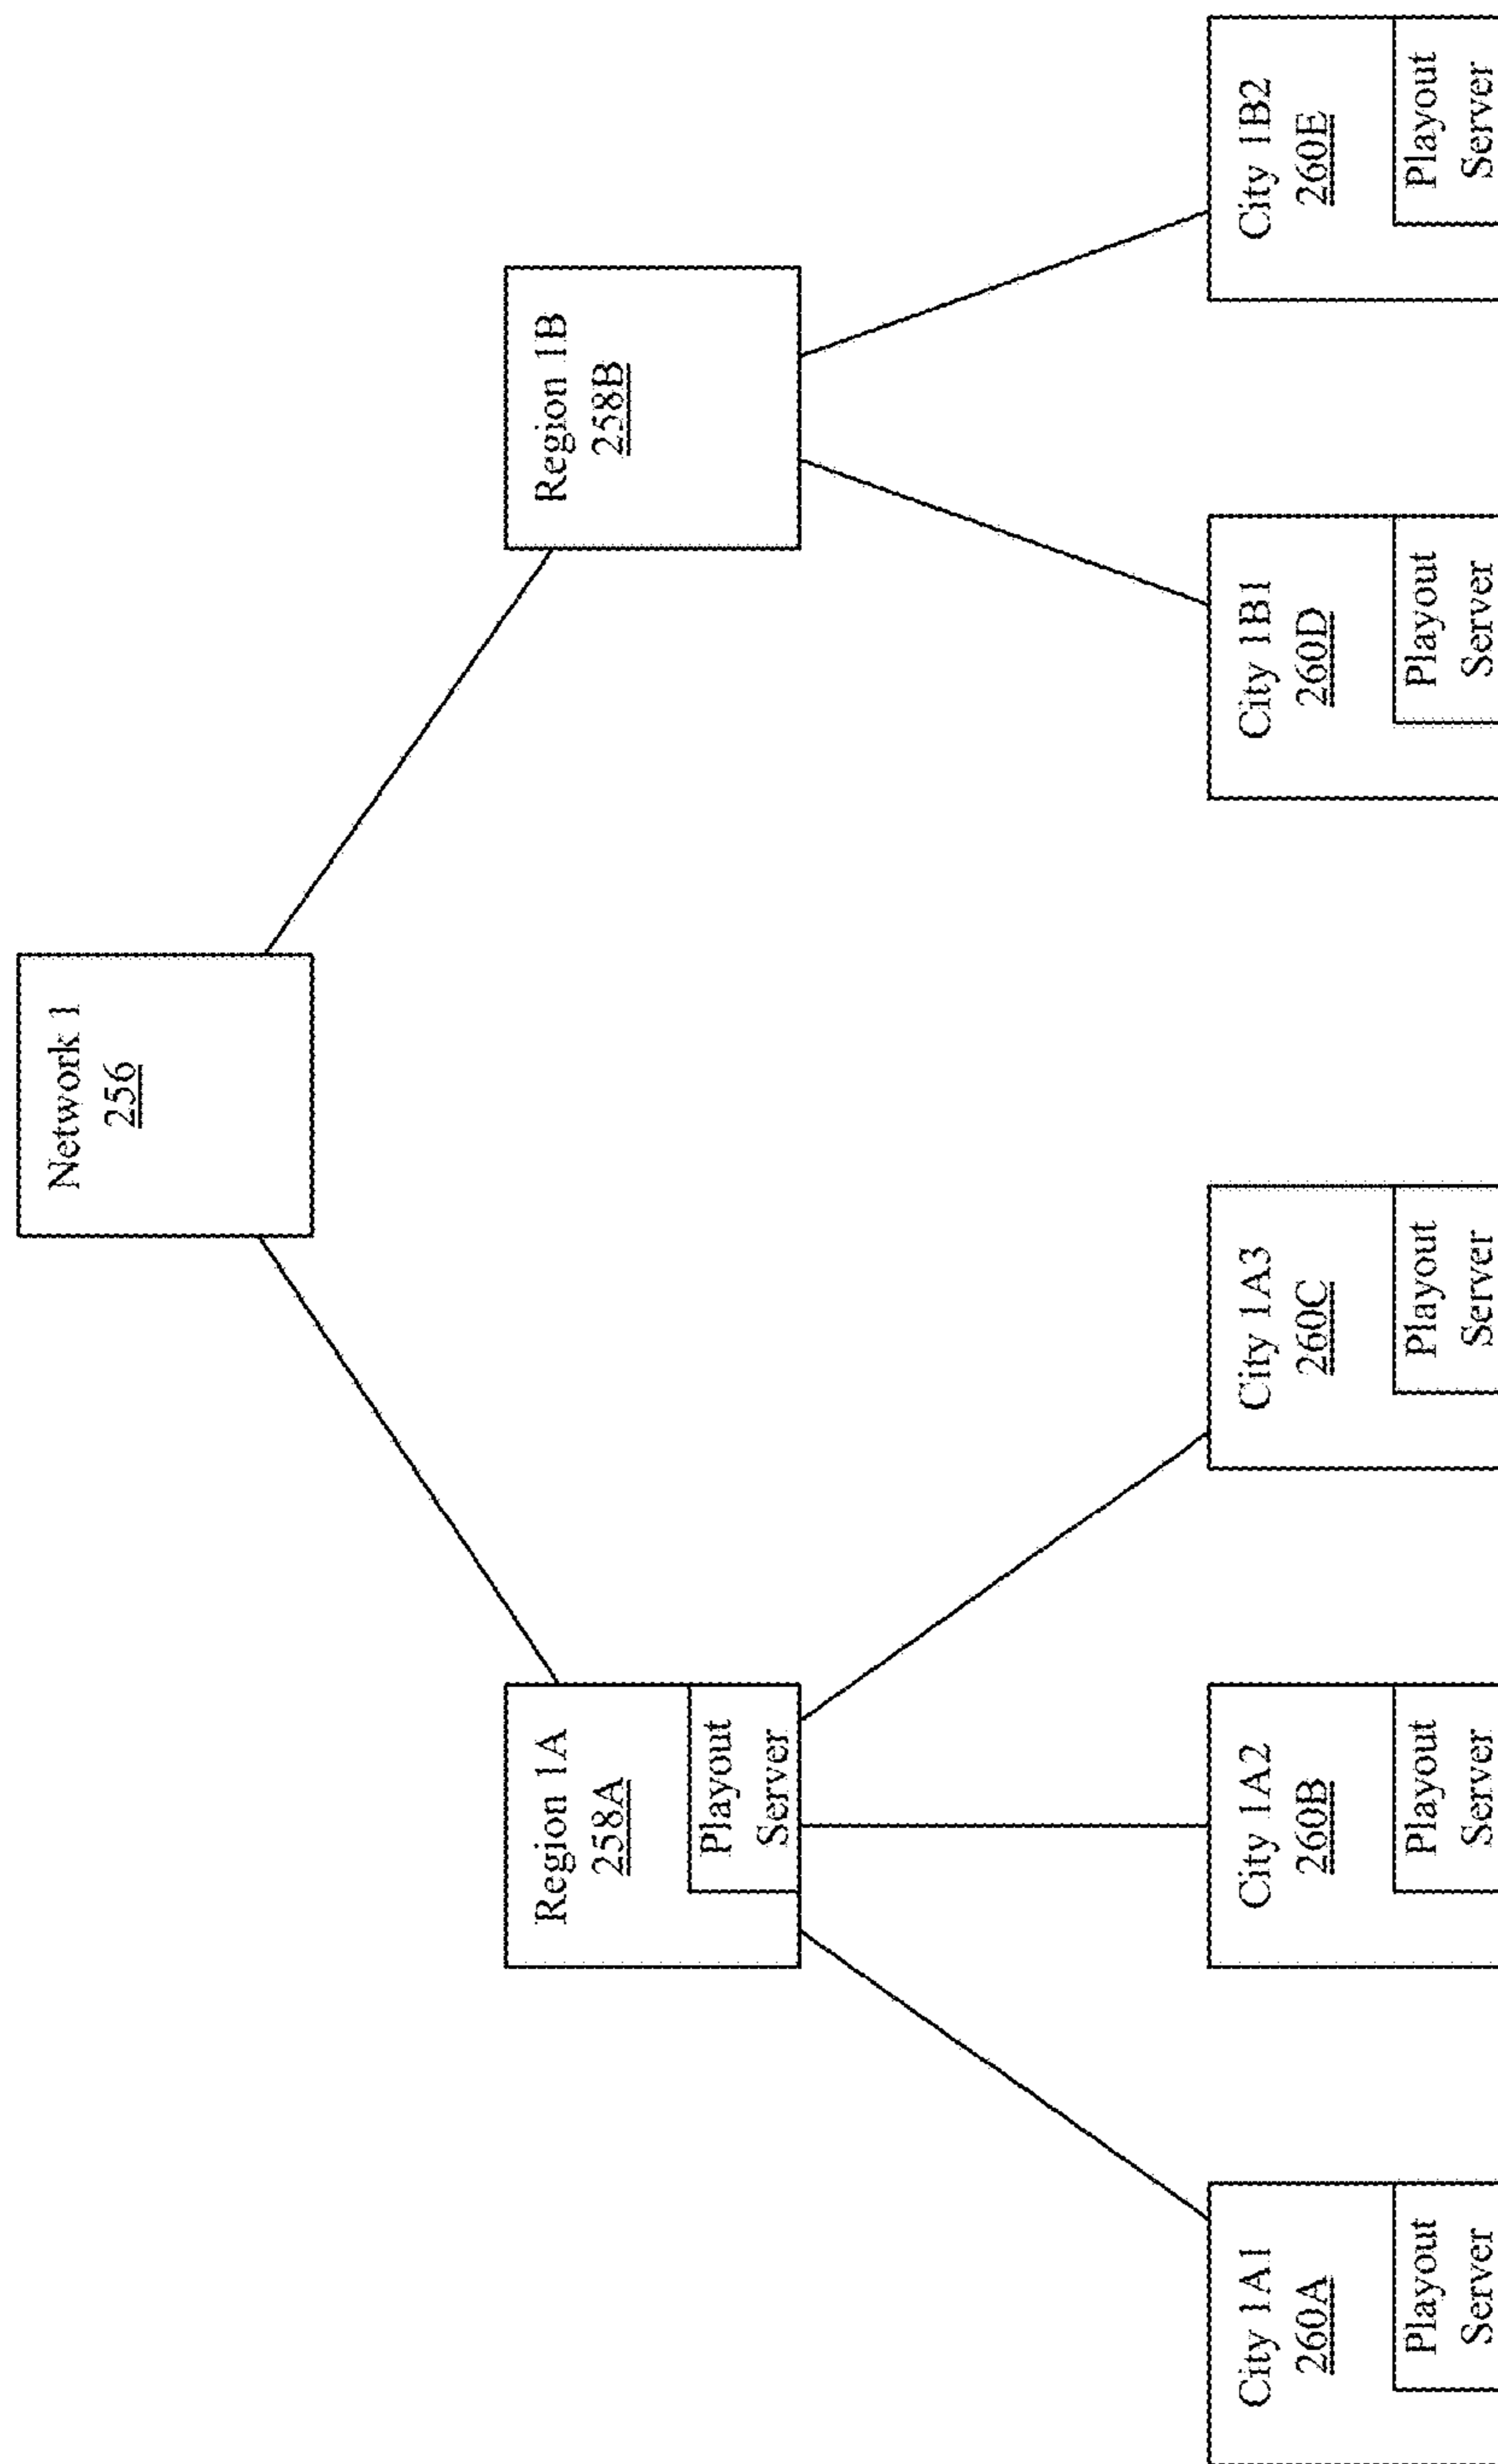 Network 1
256
Region 1A
258A
Playout
Server
Region 1B
258B
City 1A1
260A
Playout
Server
City 1A2
260B
Playout
Server
City 1A3
260C
Playout
Server
City 1B1
260D
Playout
Server
City 1B2
260E
Playout
Server